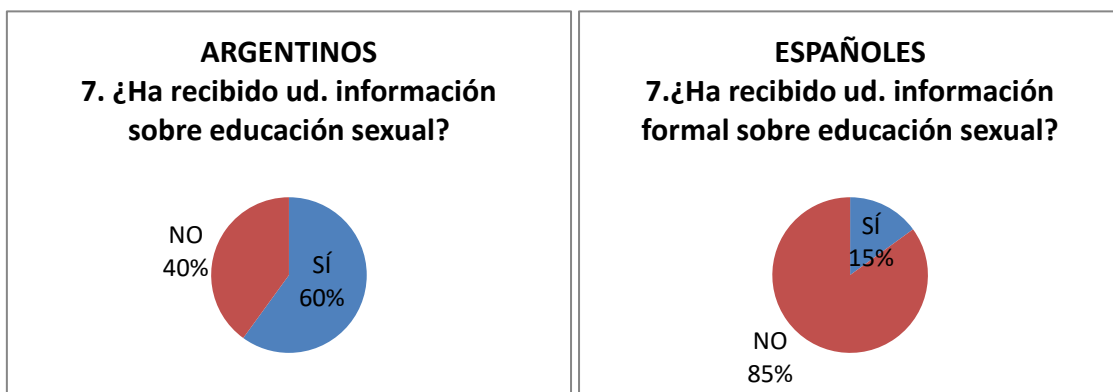 ARGENTINOS
7. ¿Ha recibido ud. información
sobre educación sexual?
NO
40%
SÍ
60%
ESPAÑOLES
7.¿Ha recibido ud. información
formal sobre educación sexual?
SÍ
15%
NO
85%